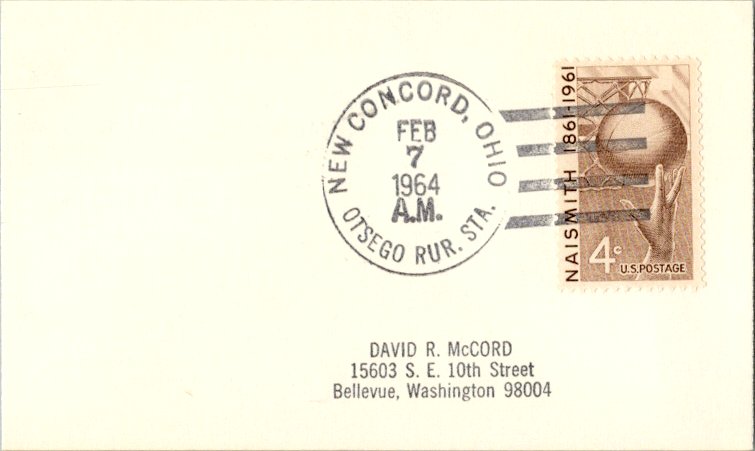 NEW CONCORD, OHIO
FEB
7
1964
A.M.
OTSEGO RUR. STA.
NAISMITH 1861-1961
4c
U.S. POSTAGE
DAVID R. McCORD
15603 S. E. 10th Street
Bellevue, Washington 98004